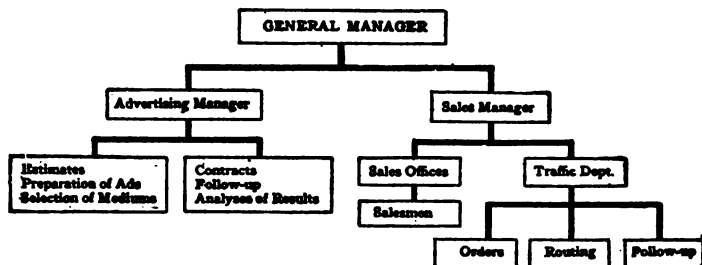 GENERAL MANAGER
Advertising Manager
Sales Manager
Estimates
Preparation of Ads
Selection of Mediums
Contracts
Follow-up
Analyses of Results
Sales Offices
Traffic Dept.
Salesmen
Orders
Routing
Follow-up